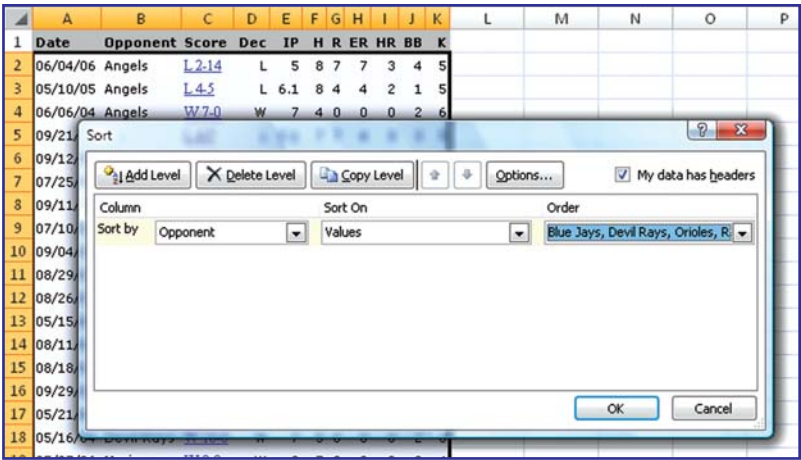 A B C D E F G H I J K L M N O P
1 Date Opponent Score Dec IP H R ER HR BB K
2 06/04/06 Angels L 2-14 L 5 8 7 7 3 4 5
3 05/10/05 Angels L 4-5 L 6.1 8 4 4 2 1 5
4 06/06/04 Angels W 7-0 W 7 4 0 0 0 2 6
5 09/21/
Sort
6 09/12/
Add Level Delete Level Copy Level Options... My data has headers
7 07/25/
8 09/11/
Column Sort On Order
9 07/10/
Sort by Opponent Values Blue Jays, Devil Rays, Orioles, R
10 09/04/
11 08/29/
12 08/26/
13 05/15/
14 08/11/
15 08/18/
16 09/29/
OK Cancel
17 05/21/
18 05/16/